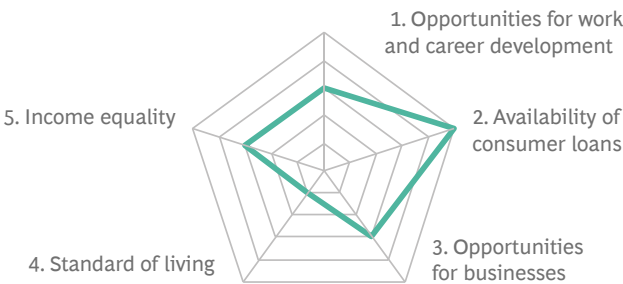 1. Opportunities for work
and career development
2. Availability of
consumer loans
3. Opportunities
for businesses
4. Standard of living
5. Income equality